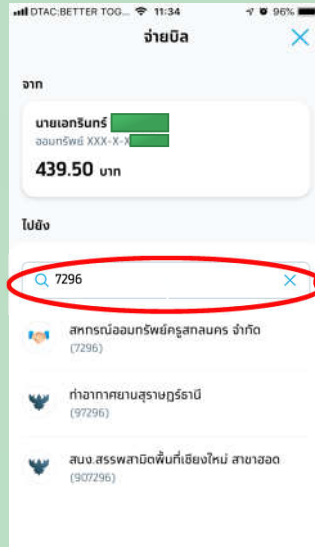 DTAC:BETTER TOG... 11:34 96%
จ่ายบิล
จาก
นายเอกรินทร์
ออมทรัพย์ XXX-X-X
439.50 บาท
ไปยัง
7296
สหกรณ์ออมทรัพย์ครูสกลนคร จำกัด
(7296)
ท่าอากาศยานสุราษฎร์ธานี
(97296)
สนง.สรรพสามิตพื้นที่เชียงใหม่ สาขาฮอด
(907296)